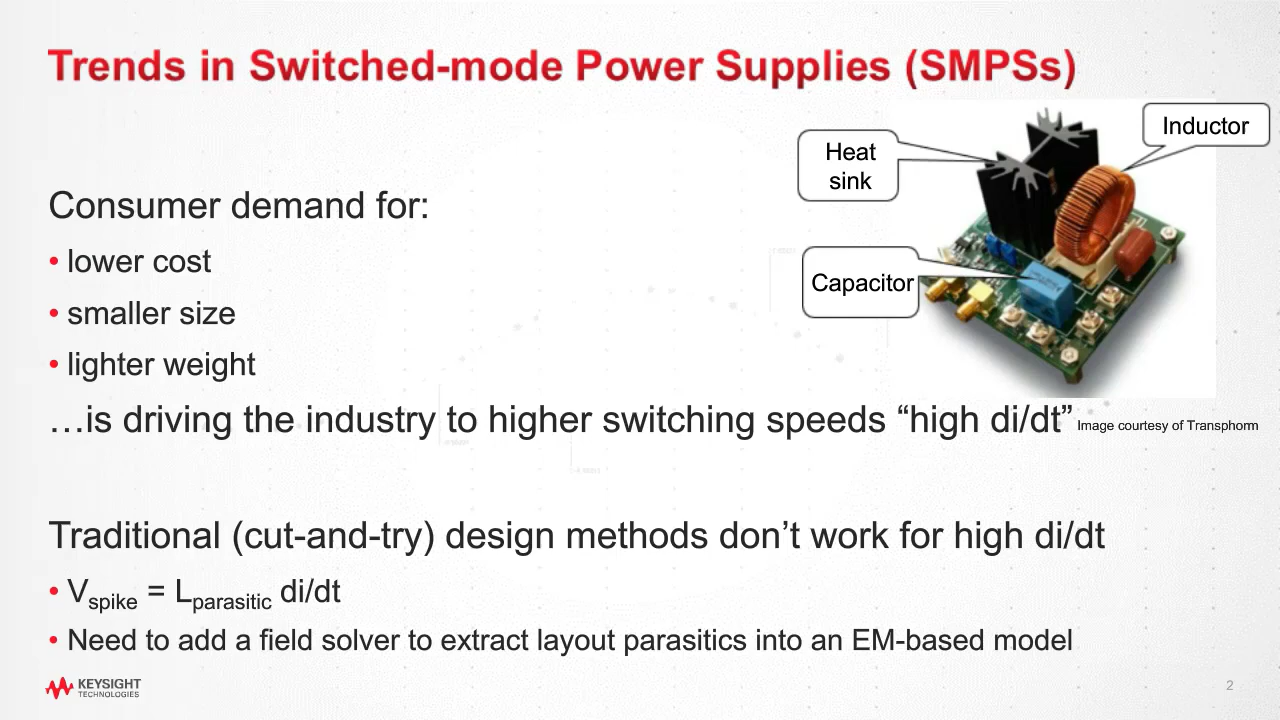 Trends in Switched-mode Power Supplies (SMPSs)
Inductor
Heat
sink
Capacitor
Consumer demand for:
• lower cost
• smaller size
• lighter weight
…is driving the industry to higher switching speeds “high di/dt”
Image courtesy of Transphorm
Traditional (cut-and-try) design methods don’t work for high di/dt
• Vspike = Lparasitic di/dt
• Need to add a field solver to extract layout parasitics into an EM-based model
KEYSIGHT
TECHNOLOGIES
2